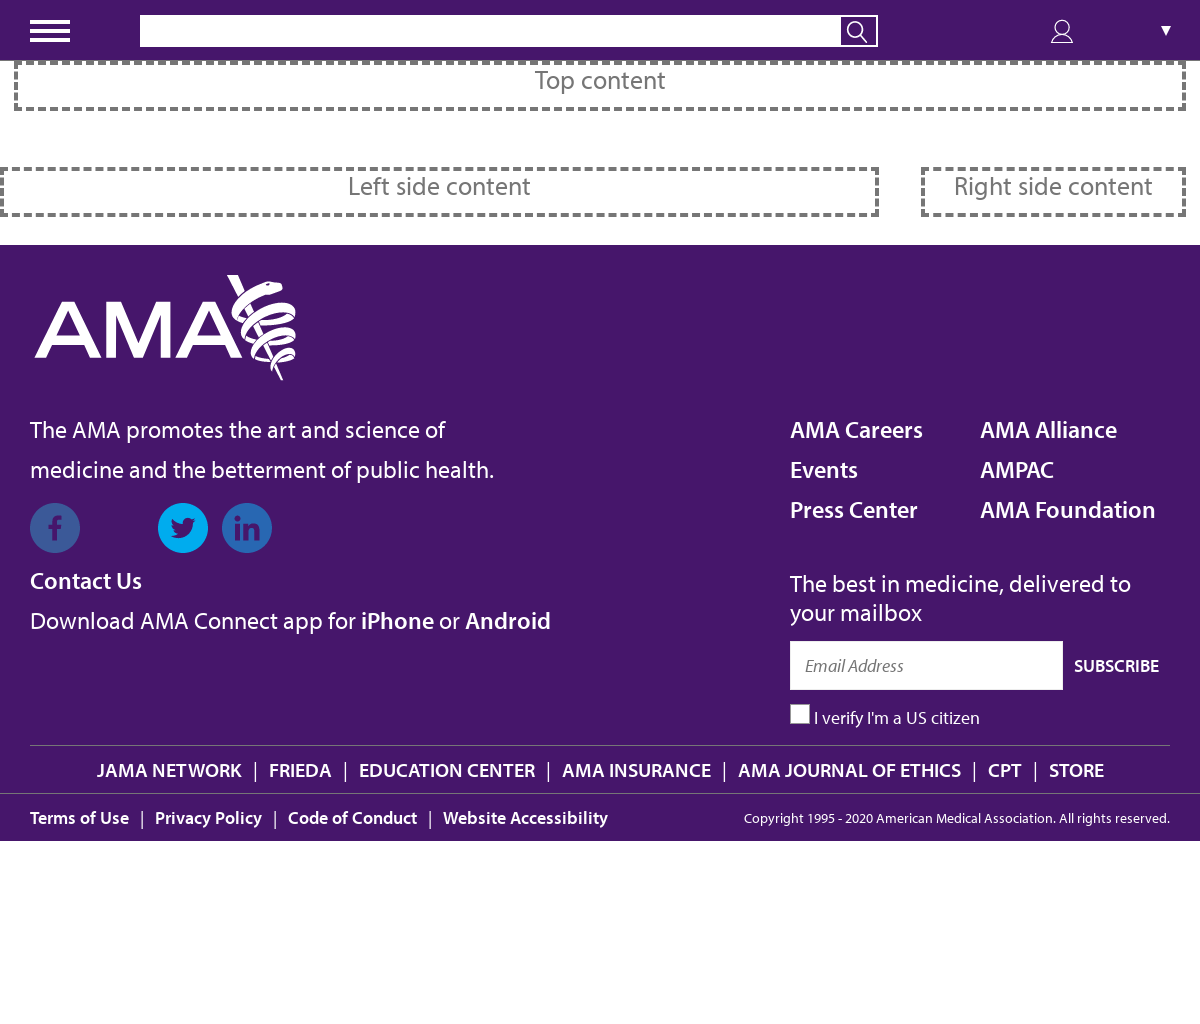 ▼
Top content
Left side content
Right side content
AMA
The AMA promotes the art and science of
medicine and the betterment of public health.
Contact Us
Download AMA Connect app for iPhone or Android
AMA Careers
Events
Press Center
AMA Alliance
AMPAC
AMA Foundation
The best in medicine, delivered to
your mailbox
Email Address SUBSCRIBE
I verify I'm a US citizen
JAMA NETWORK | FRIEDA | EDUCATION CENTER | AMA INSURANCE | AMA JOURNAL OF ETHICS | CPT | STORE
Terms of Use | Privacy Policy | Code of Conduct | Website Accessibility
Copyright 1995 - 2020 American Medical Association. All rights reserved.